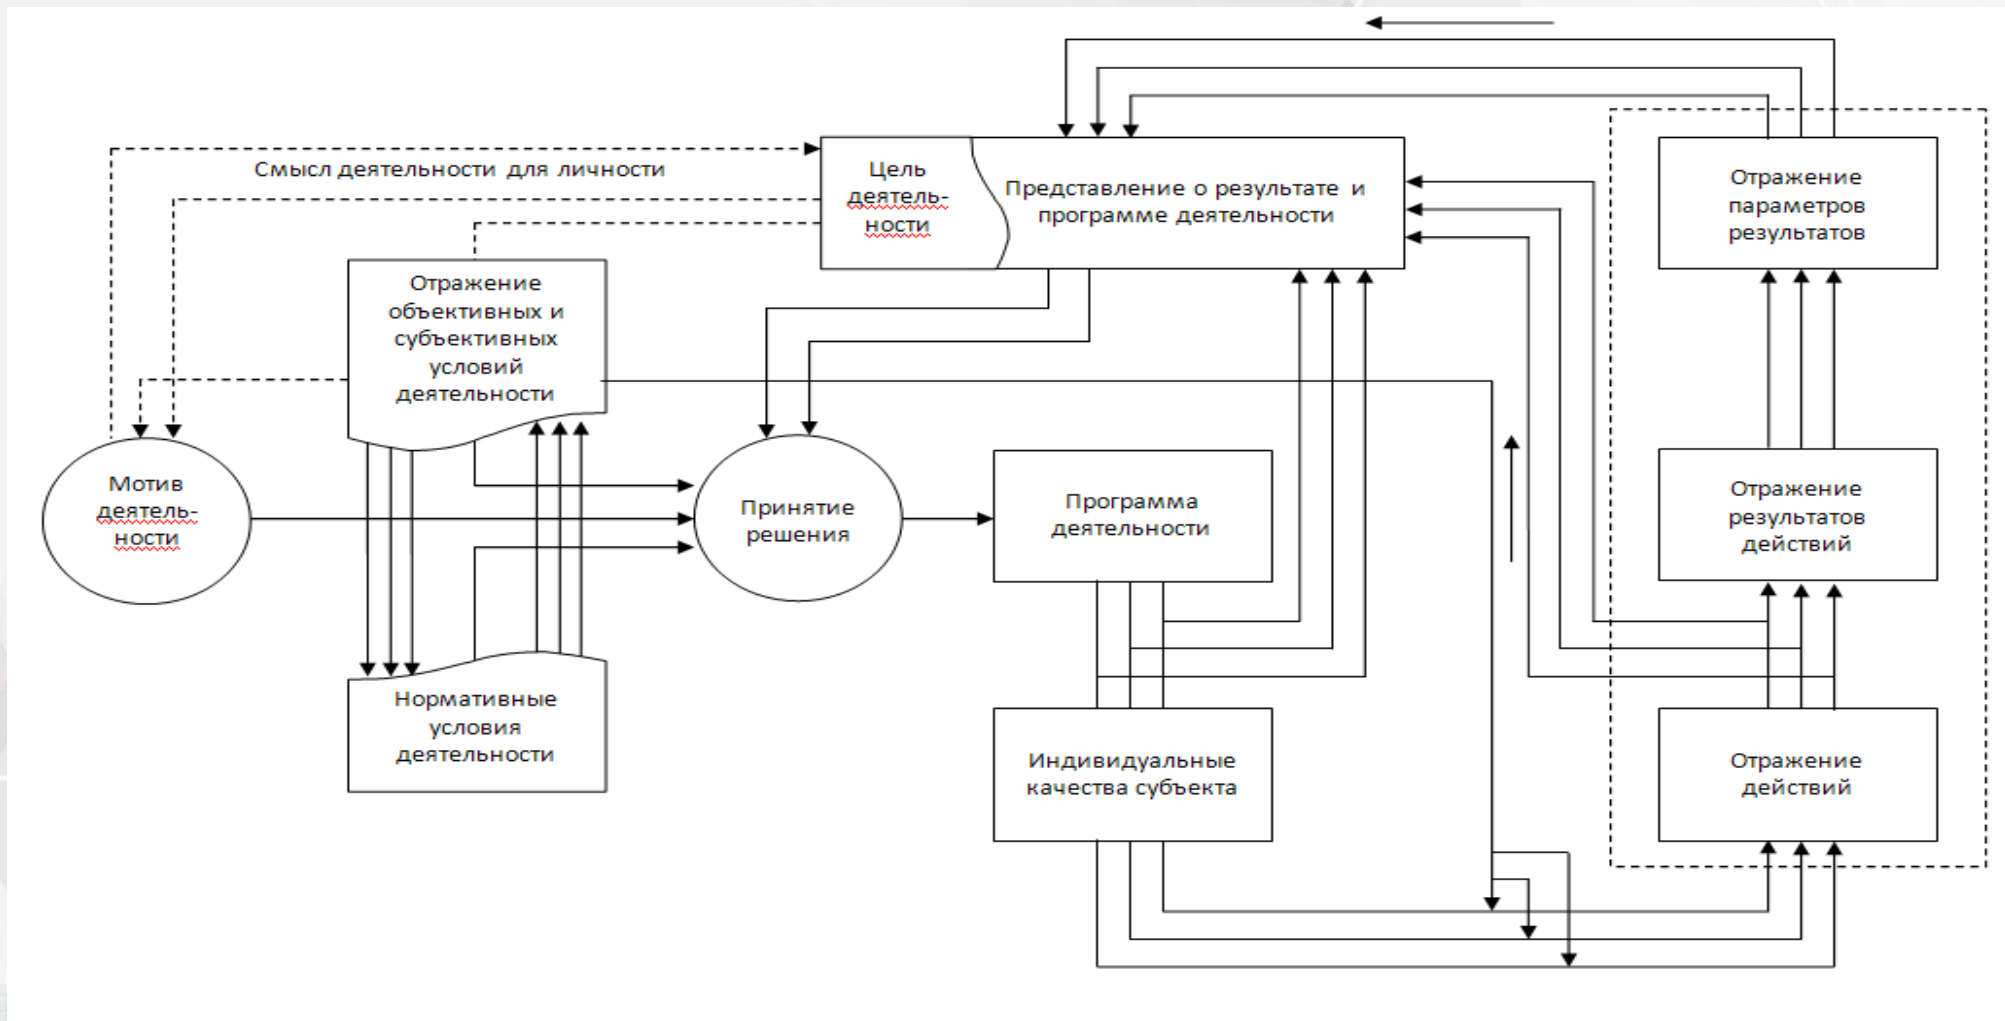 Смысл деятельности для личности
Цель
деятель-
ности
Представление о результате и
программе деятельности
Отражение
параметров
результатов
Отражение
объективных и
субъективных
условий
деятельности
Мотив
деятель-
ности
Принятие
решения
Программа
деятельности
Отражение
результатов
действий
Нормативные
условия
деятельности
Индивидуальные
качества субъекта
Отражение
действий